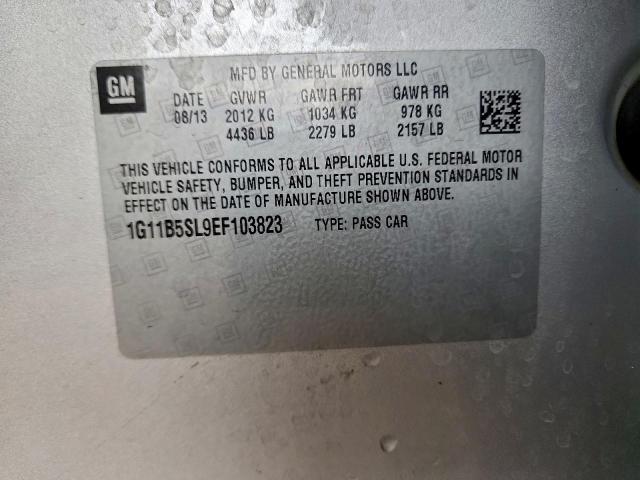 GM
MFD BY GENERAL MOTORS LLC
DATE GVWR GAWR FRT GAWR RR
08/13 2012 KG 1034 KG 978 KG
4436 LB 2279 LB 2157 LB
THIS VEHICLE CONFORMS TO ALL APPLICABLE U.S. FEDERAL MOTOR
VEHICLE SAFETY, BUMPER, AND THEFT PREVENTION STANDARDS IN
EFFECT ON THE DATE OF MANUFACTURE SHOWN ABOVE.
1G11B5SL9EF103823 TYPE: PASS CAR